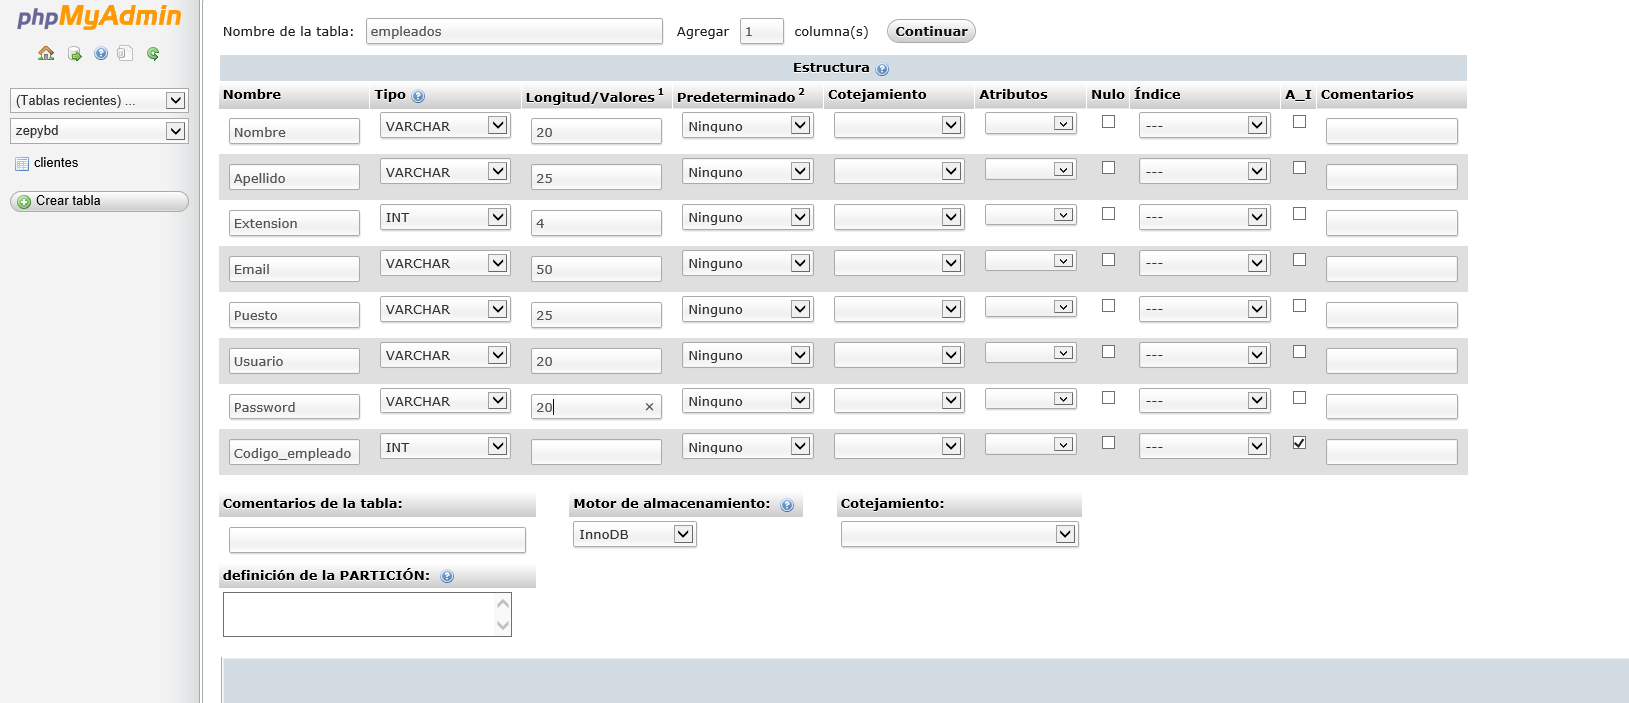 phpMyAdmin
(Tablas recientes) ...
zepybd
clientes
Crear tabla
Nombre de la tabla: empleados Agregar 1 columna(s) Continuar
Estructura
Nombre Tipo Longitud/Valores 1 Predeterminado 2 Cotejamiento Atributos Nulo Índice A_I Comentarios
Nombre VARCHAR 20 Ninguno ---
Apellido VARCHAR 25 Ninguno ---
Extension INT 4 Ninguno ---
Email VARCHAR 50 Ninguno ---
Puesto VARCHAR 25 Ninguno ---
Usuario VARCHAR 20 Ninguno ---
Password VARCHAR 20 Ninguno ---
Codigo_empleado INT Ninguno ---
Comentarios de la tabla: Motor de almacenamiento: Cotejamiento:
InnoDB
definición de la PARTICIÓN: